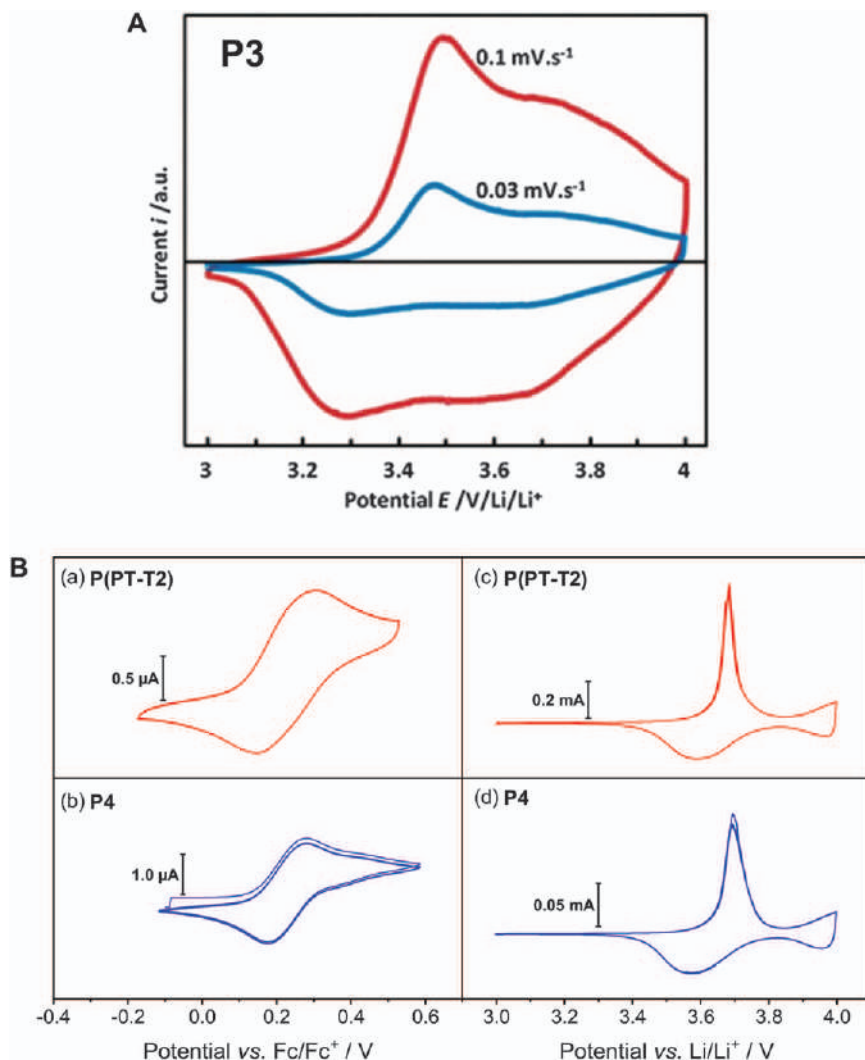 A
P3
0.1 mV.s⁻¹
0.03 mV.s⁻¹
Current i /a.u.
3 3.2 3.4 3.6 3.8 4
Potential E /V/Li/Li⁺
B
(a) P(PT-T2)
0.5 µA
(c) P(PT-T2)
0.2 mA
(b) P4
1.0 µA
(d) P4
0.05 mA
-0.4 -0.2 0.0 0.2 0.4 0.6
3.0 3.2 3.4 3.6 3.8 4.0
Potential vs. Fc/Fc⁺ / V
Potential vs. Li/Li⁺ / V